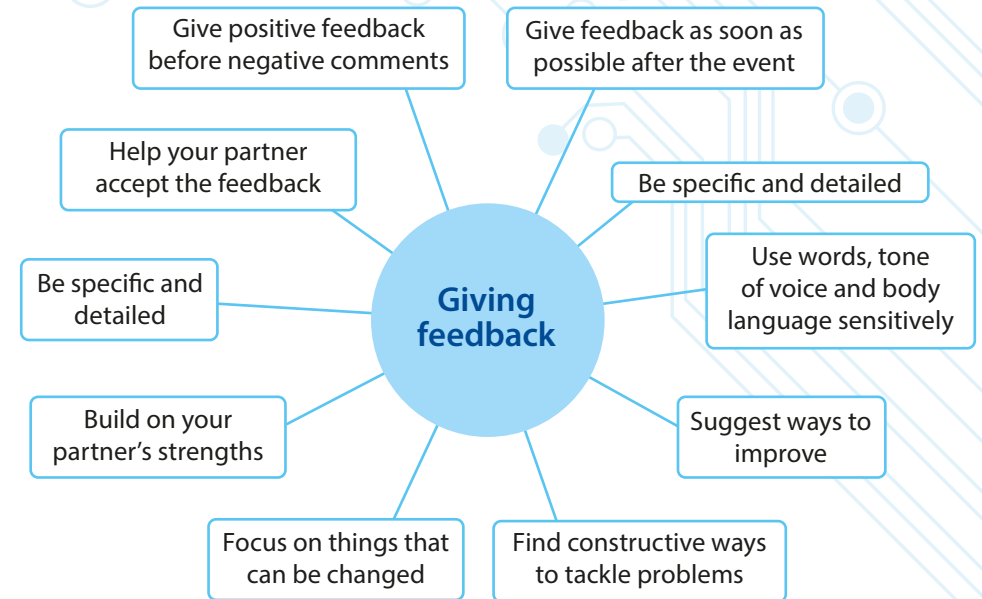 Give positive feedback
before negative comments
Give feedback as soon as
possible after the event
Help your partner
accept the feedback
Be specific and detailed
Use words, tone
of voice and body
language sensitively
Be specific and
detailed
Giving
feedback
Build on your
partner’s strengths
Suggest ways to
improve
Focus on things that
can be changed
Find constructive ways
to tackle problems